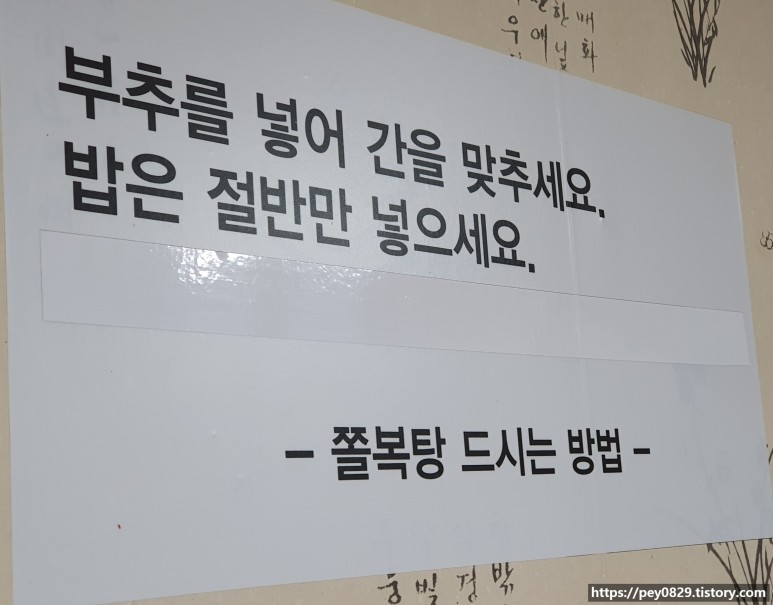 부추를 넣어 간을 맞추세요.
밥은 절반만 넣으세요.
- 쫄복탕 드시는 방법 -
https://pey0829.tistory.com